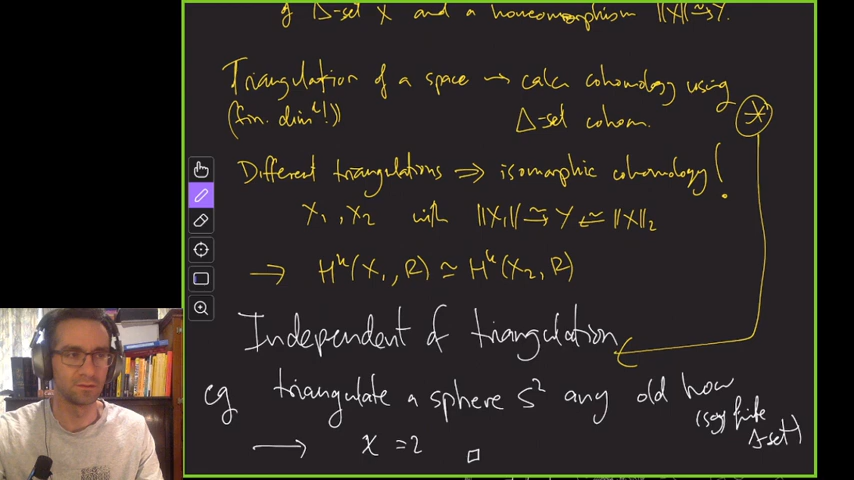 of Δ-set X and a homeomorphism ‖X‖ ≅→ Y.
Triangulation of a space → calc cohomology using
(fin. dim'l!) Δ-set cohom. *
Different triangulations ⇒ isomorphic cohomology!
X₁, X₂ with ‖X₁‖ ≅→ Y ←≅ ‖X‖₂
→ Hᵏ(X₁, R) ≃ Hᵏ(X₂, R)
Independent of triangulation
eg triangulate a sphere S² any old how
(say finite
Δ-set)
→ χ = 2 □